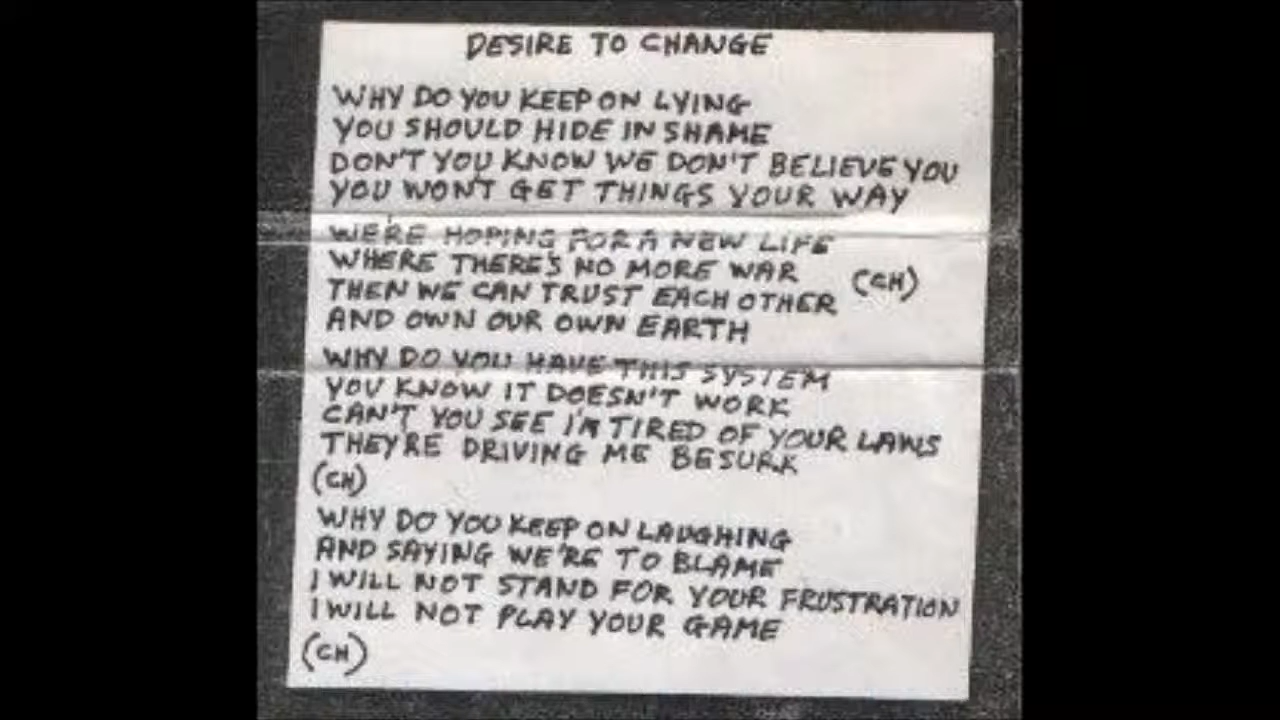 DESIRE TO CHANGE
WHY DO YOU KEEP ON LYING
YOU SHOULD HIDE IN SHAME
DON'T YOU KNOW WE DON'T BELIEVE YOU
YOU WON'T GET THINGS YOUR WAY
WE'RE HOPING FOR A NEW LIFE
WHERE THERE'S NO MORE WAR
(CH)
THEN WE CAN TRUST EACH OTHER
AND OWN OUR OWN EARTH
WHY DO YOU HAVE THIS SYSTEM
YOU KNOW IT DOESN'T WORK
CAN'T YOU SEE I'M TIRED OF YOUR LAWS
THEY'RE DRIVING ME BESURK
(CH)
WHY DO YOU KEEP ON LAUGHING
AND SAYING WE'RE TO BLAME
I WILL NOT STAND FOR YOUR FRUSTRATION
I WILL NOT PLAY YOUR GAME
(CH)